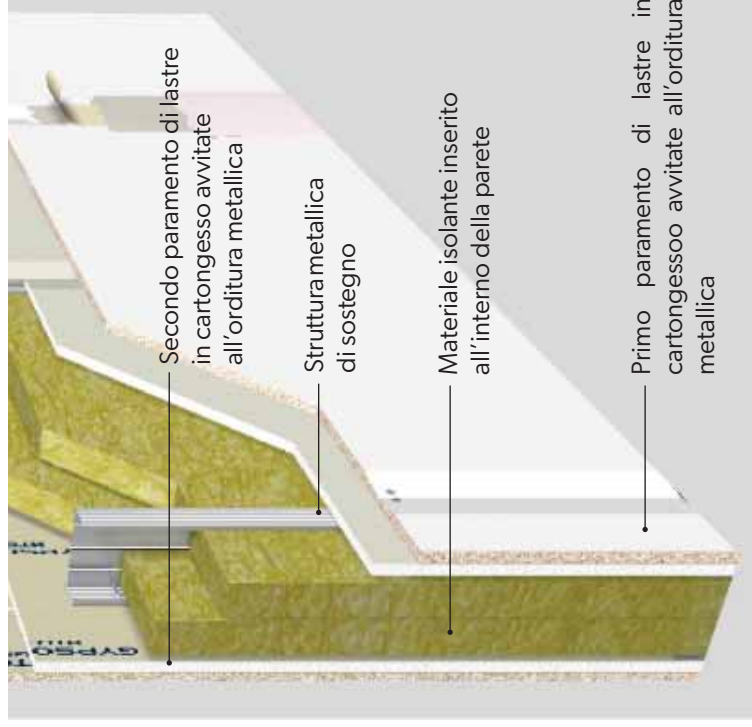 Secondo paramento di lastre
in cartongesso avvitate
all'orditura metallica
Struttura metallica
di sostegno
Materiale isolante inserito
all'interno della parete
Primo paramento di lastre in
cartongessoo avvitate all'orditura
metallica
GYPSO